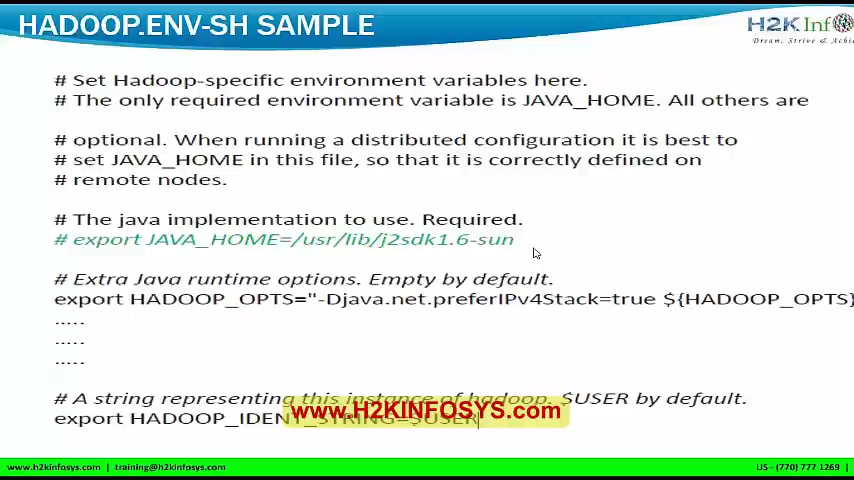 HADOOP.ENV-SH SAMPLE
H2K Inf
Dream, Strive & Achi
# Set Hadoop-specific environment variables here.
# The only required environment variable is JAVA_HOME. All others are
# optional. When running a distributed configuration it is best to
# set JAVA_HOME in this file, so that it is correctly defined on
# remote nodes.
# The java implementation to use. Required.
# export JAVA_HOME=/usr/lib/j2sdk1.6-sun
# Extra Java runtime options. Empty by default.
export HADOOP_OPTS="-Djava.net.preferIPv4Stack=true ${HADOOP_OPTS}
.....
.....
.....
# A string representing this instance of hadoop. $USER by default.
export HADOOP_IDENT_STRING=$USER
www.H2KINFOSYS.com
www.h2kinfosys.com | training@h2kinfosys.com
US - (770) 777 1269 |